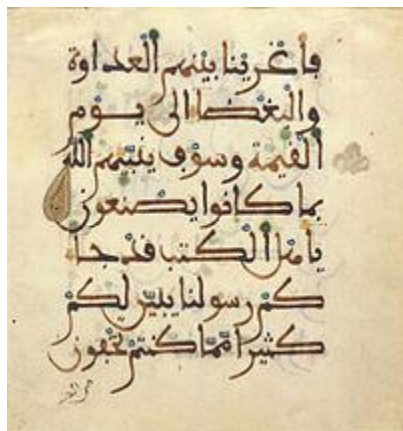 فاغرينا بينهم العداوة
والبغضا الى يوم
القيمة وسوف ينبيهم الله
بما كانوا يصنعون
ياهل الكتب قد جا
كم رسولنا يبين لكم
كثيرا مما كنتم تخفون